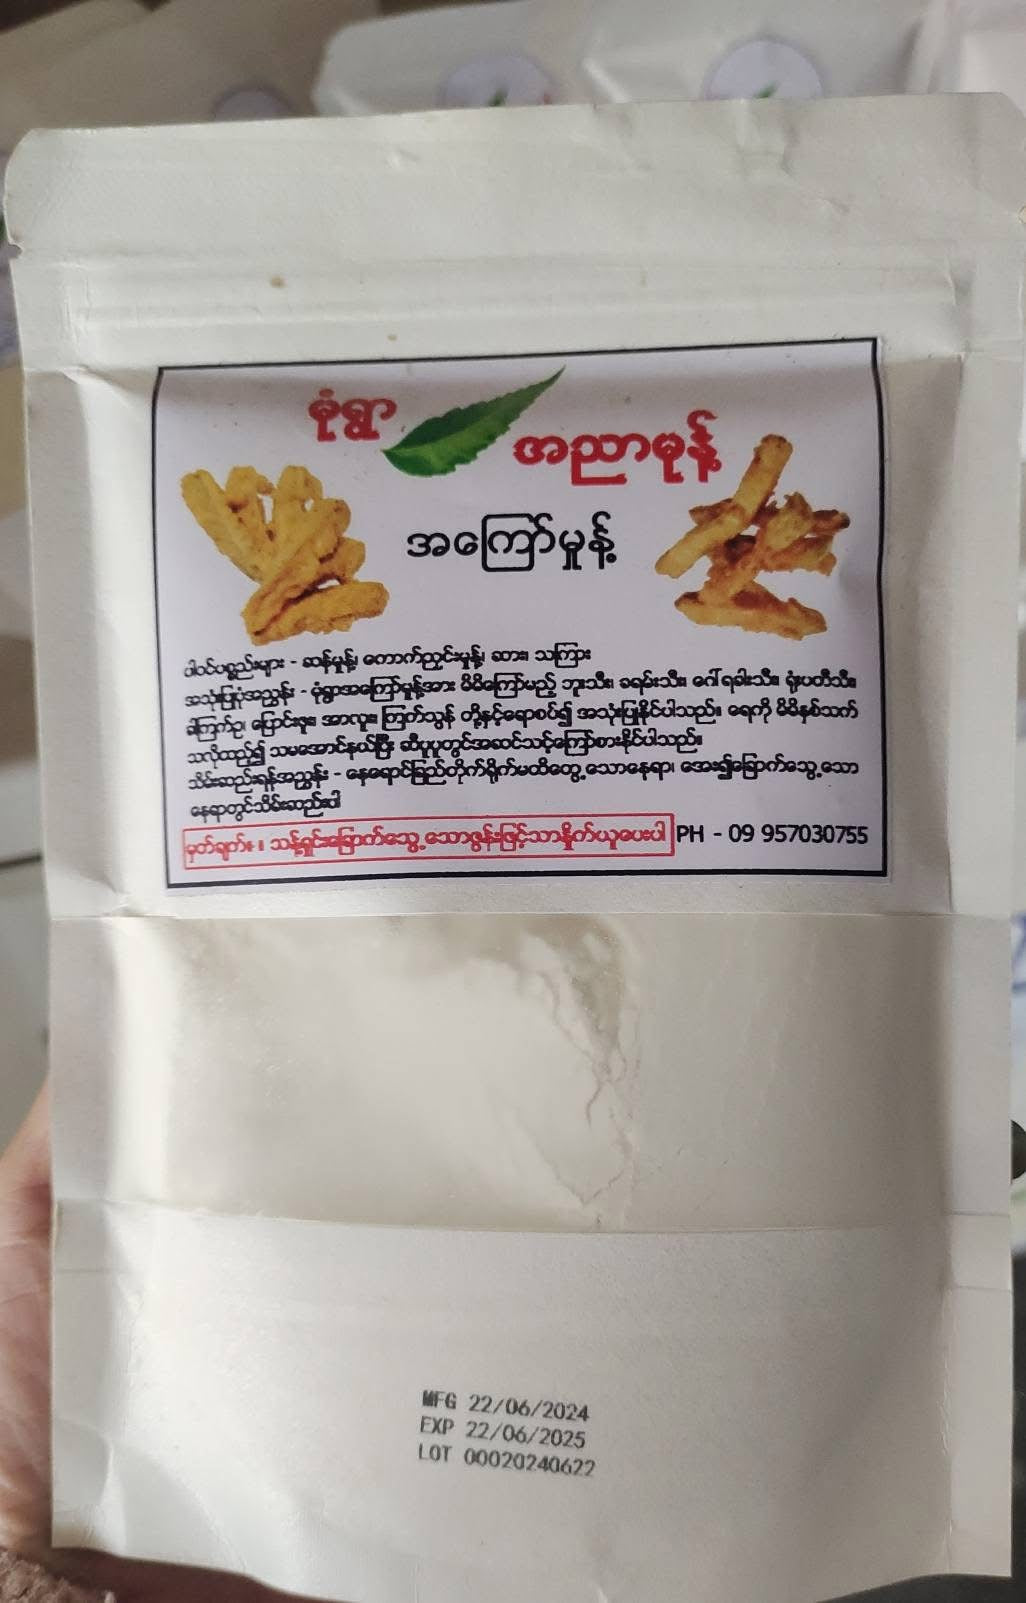 မုံရွာ
အညာမုန့်
အကြော်မှုန့်
ပါဝင်ပစ္စည်းများ - ဆန်မှုန့်၊ ကောက်ညှင်းမှုန့်၊ ဆား၊ သကြား
အသုံးပြုပုံအညွှန်း - မုံရွာအကြော်မှုန့်အား မိမိကြော်မည့် ဘူးသီး၊ ခရမ်းသီး၊ ဂေါ်ရခါးသီး၊ ရုံးပတီသီး၊
ခါကြက်ဥ၊ ပြောင်းဖူး၊ အာလူး၊ ကြက်သွန် တို့နှင့်ရောစပ်၍ အသုံးပြုနိုင်ပါသည်။ ရေကို မိမိနှစ်သက်
သလိုထည့်၍ သမအောင်နယ်ပြီး ဆီပူပူတွင်အဆင်သင့်ကြော်စားနိုင်ပါသည်။
သိမ်းဆည်းရန်အညွှန်း - နေရောင်ခြည်တိုက်ရိုက်မထိတွေ့သောနေရာ၊ အေး၍ခြောက်သွေ့သော
နေရာတွင်သိမ်းဆည်းပါ
မှတ်ချက်။ ။ သန့်ရှင်းခြောက်သွေ့သောဇွန်းဖြင့်သာနှိုက်ယူပေးပါ PH - 09 957030755
MFG 22/06/2024
EXP 22/06/2025
LOT 00020240622